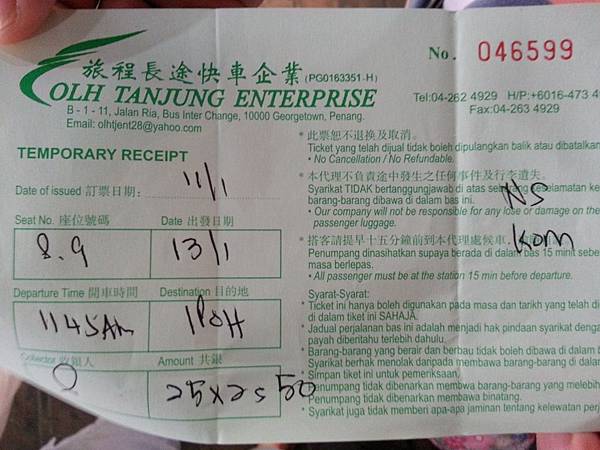 旅程長途快車企業 (PG0163351-H)
OLH TANJUNG ENTERPRISE
B - 1 - 11, Jalan Ria, Bus Inter Change, 10000 Georgetown, Penang.
Email: olhtjent28@yahoo.com
No. 046599
Tel:04-262 4929 H/P:+6016-473 4
Fax:04-263 4929
TEMPORARY RECEIPT
Date of issued 訂票日期: 11/1
Seat No. 座位號碼 Date 出發日期
8.9 13/1
Departure Time 開車時間 Destination 目的地
1145AM IPOH
Collector 收銀人 Amount 共銀
25x2= 50
* 此票恕不退換及取消。
Ticket yang telah dijual tidak boleh dipulangkan balik atau dibatalkan
• No Cancellation / No Refundable.
* 本代理不負責途中發生之任何事件及行李遺失。
Syarikat TIDAK bertanggungjawab di atas keselamatan ke
barang-barang dibawa dalam bas ini.
• Our company will not be responsible for any lose or damage on the
passenger luggage.
NS
Kom
* 搭客請提早十五分鐘前到本代理處候車
Penumpang dinasihatkan supaya berada di dalam bas 15 minit sebe
masa berlepas.
• All passenger must be at the station 15 min before departure.
Syarat-Syarat:
* Ticket ini hanya boleh digunakan pada masa dan tarikh yang telah di
di dalam tiket ini SAHAJA.
* Jadual perjalanan bas ini adalah menjadi hak pindaan syarikat denga
payah diberitahu terlebih dahulu.
* Barang-barang yang berair dan berbau tidak boleh dibawa di dalam b
* Syarikat berhak menolak daripada membawa barang-barang di dalar
* Simpan tiket ini untuk pemeriksaan.
* Penumpang tidak dibenarkan membwa barang-barang yang melebih
* Penumpang tidak dibenarkan membawa binatang.
* Syarikat juga tidak memberi apa-apa jaminan tentang kelewatan perj